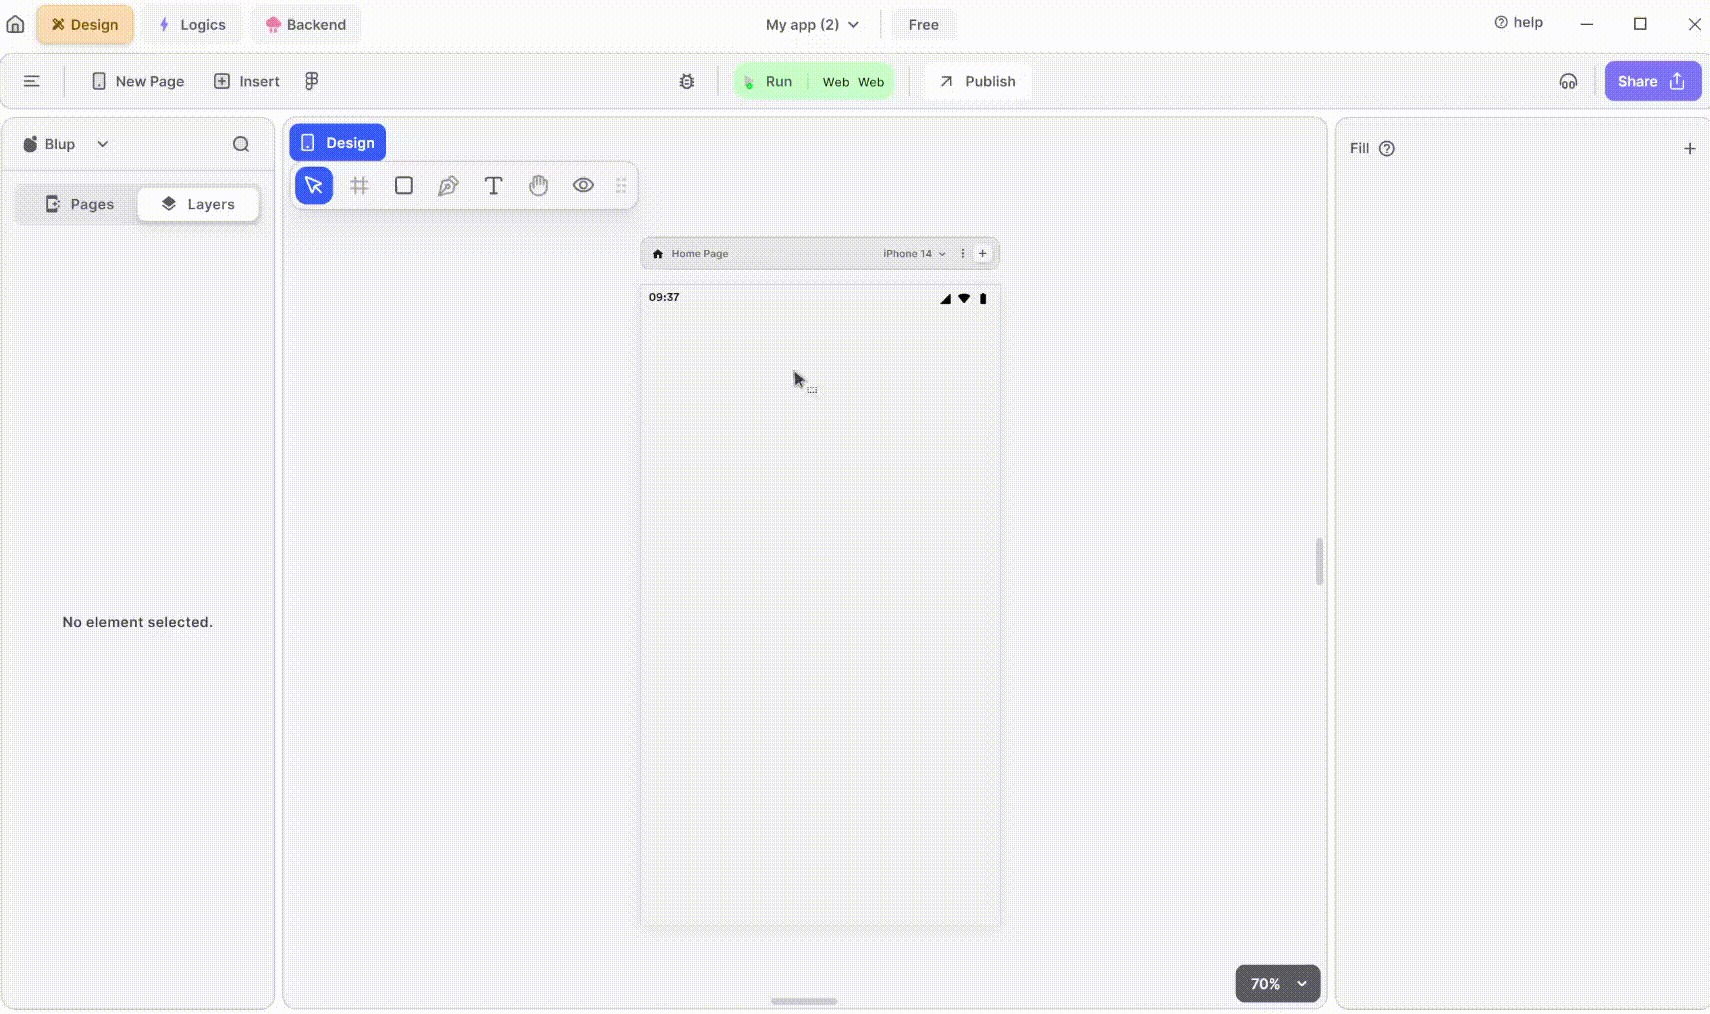 Design Logics Backend My app (2) Free help
New Page Insert Run Web Web Publish Share
Blup
Design
Fill
Pages Layers
Home Page iPhone 14
09:37
No element selected.
70%